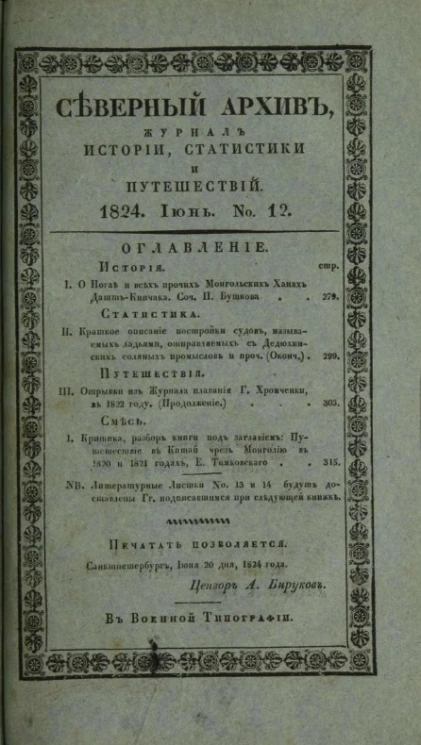 СѢВЕРНЫЙ АРХИВЪ,
ЖУРНАЛЪ
ИСТОРІИ, СТАТИСТИКИ
И
ПУТЕШЕСТВІЙ.
1824. Іюнь. No. 12.
ОГЛАВЛЕНІЕ.
Исторія. стр.
I. О Ногаѣ и всѣхъ прочихъ Монгольскихъ Ханахъ
Дашть-Кипчака. Соч. П. Буткова . . 279.
Статистика.
II. Краткое описаніе постройки судовъ, называ-
емыхъ ладьями, отправляемыхъ съ Дедюхин-
скихъ соляныхъ промысловъ и проч. (Оконч.) . 299.
Путешествія.
III. Отрывки изъ Журнала плаванія Г. Хромченки,
въ 1822 году. (Продолженіе.) . . 303.
Смѣсь.
I. Критика, разборъ книги подъ заглавіемъ: Пу-
тешествіе въ Китай чрезъ Монголію въ
1820 и 1821 годахъ, Е. Тимковскаго . . 315.
NB. Литературные Листки No. 13 и 14 будутъ до-
ставлены Гг. подписавшимся при слѣдующей книжкѣ.
Печатать позволяется.
Санктпетербургъ, Іюня 20 дня, 1824 года.
Цензоръ А. Бируковъ.
Въ Военной Типографіи.